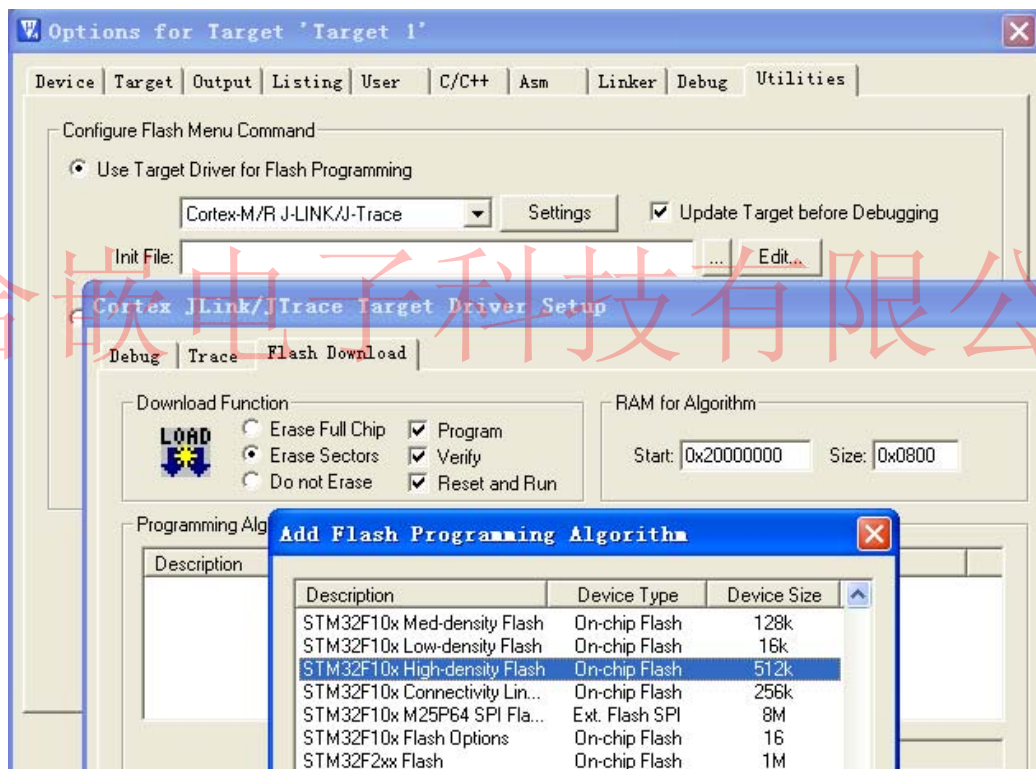 Options for Target 'Target 1'
Device Target Output Listing User C/C++ Asm Linker Debug Utilities
Configure Flash Menu Command
Use Target Driver for Flash Programming
Cortex-M/R J-LINK/J-Trace Settings Update Target before Debugging
Init File: ... Edit...
嵌电子科技有限公
Cortex JLink/JTrace Target Driver Setup
Debug Trace Flash Download
Download Function RAM for Algorithm
LOAD Erase Full Chip Program
Erase Sectors Verify Start: 0x20000000 Size: 0x0800
Do not Erase Reset and Run
Programming Alg
Description
Add Flash Programming Algorithm
Description Device Type Device Size
STM32F10x Med-density Flash On-chip Flash 128k
STM32F10x Low-density Flash On-chip Flash 16k
STM32F10x High-density Flash On-chip Flash 512k
STM32F10x Connectivity Lin... On-chip Flash 256k
STM32F10x M25P64 SPI Fla... Ext. Flash SPI 8M
STM32F10x Flash Options On-chip Flash 16
STM32F2xx Flash On-chip Flash 1M